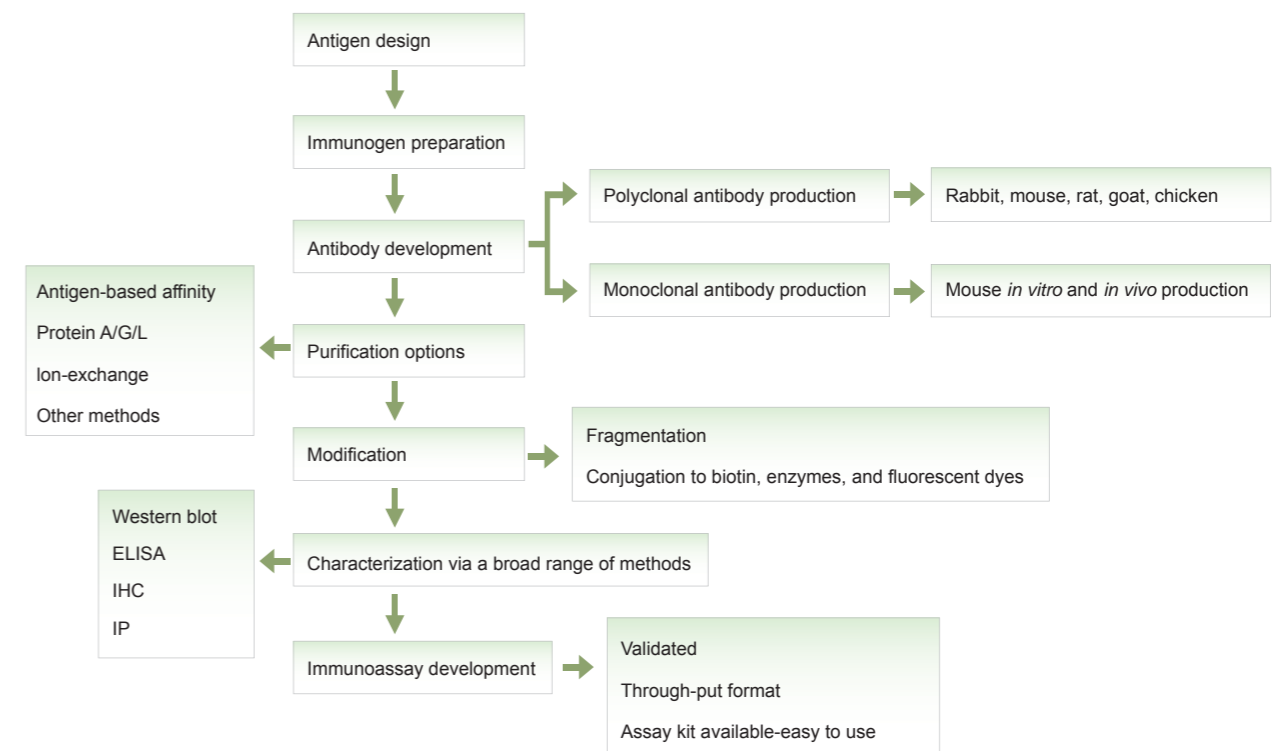 Antigen design
Immunogen preparation
Antibody development
Polyclonal antibody production
Rabbit, mouse, rat, goat, chicken
Monoclonal antibody production
Mouse in vitro and in vivo production
Purification options
Antigen-based affinity
Protein A/G/L
Ion-exchange
Other methods
Modification
Fragmentation
Conjugation to biotin, enzymes, and fluorescent dyes
Characterization via a broad range of methods
Western blot
ELISA
IHC
IP
Immunoassay development
Validated
Through-put format
Assay kit available-easy to use